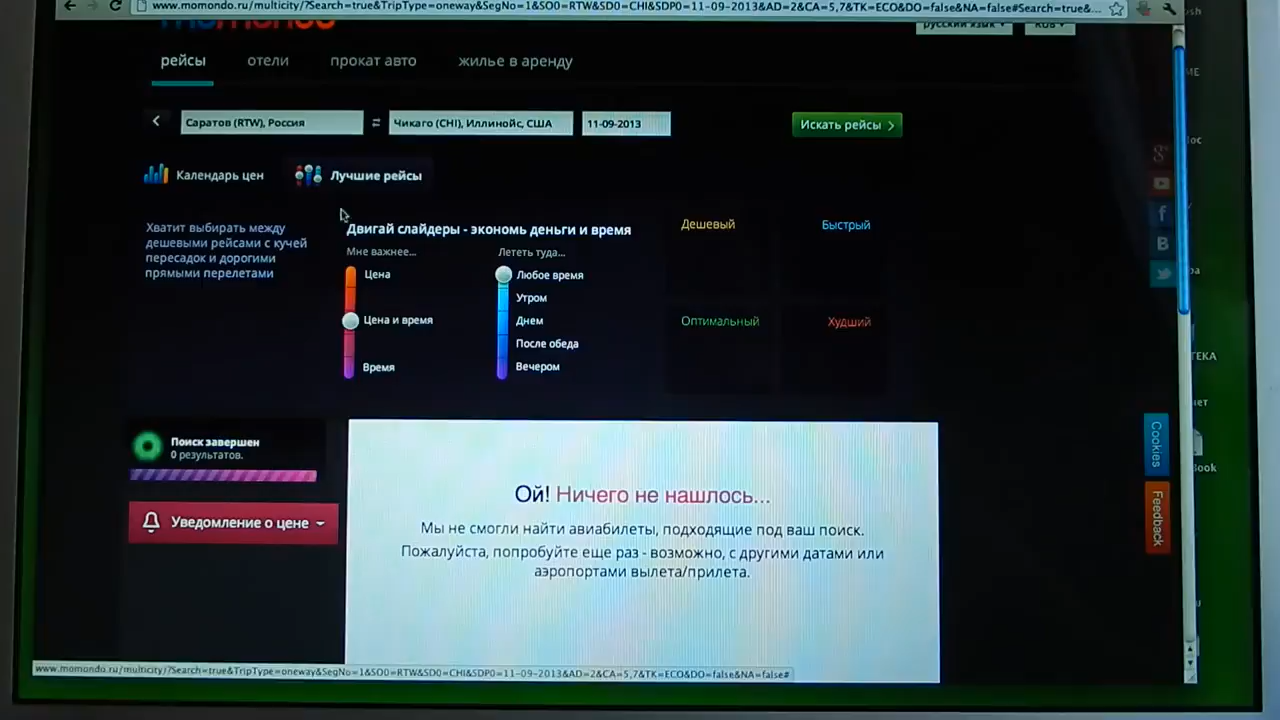 www.momondo.ru/multicity/?Search=true&TripType=oneway&SegNo=1&SO0=RTW&SD0=CHI&SDP0=11-09-2013&AD=2&CA=5,7&TK=ECO&DO=false&NA=false#Search=true&...
momondo
русский язык
RUB
рейсы отели прокат авто жилье в аренду
Саратов (RTW), Россия Чикаго (CHI), Иллинойс, США 11-09-2013 Искать рейсы
Календарь цен Лучшие рейсы
Хватит выбирать между
дешевыми рейсами с кучей
пересадок и дорогими
прямыми перелетами
Двигай слайдеры - экономь деньги и время
Мне важнее...
Цена
Цена и время
Время
Лететь туда...
Любое время
Утром
Днем
После обеда
Вечером
Дешевый Быстрый
Оптимальный Худший
Поиск завершен
0 результатов.
Уведомление о цене
Ой! Ничего не нашлось...
Мы не смогли найти авиабилеты, подходящие под ваш поиск.
Пожалуйста, попробуйте еще раз - возможно, с другими датами или
аэропортами вылета/прилета.
Cookies
Feedback
www.momondo.ru/multicity/?Search=true&TripType=oneway&SegNo=1&SO0=RTW&SD0=CHI&SDP0=11-09-2013&AD=2&CA=5,7&TK=ECO&DO=false&NA=false#